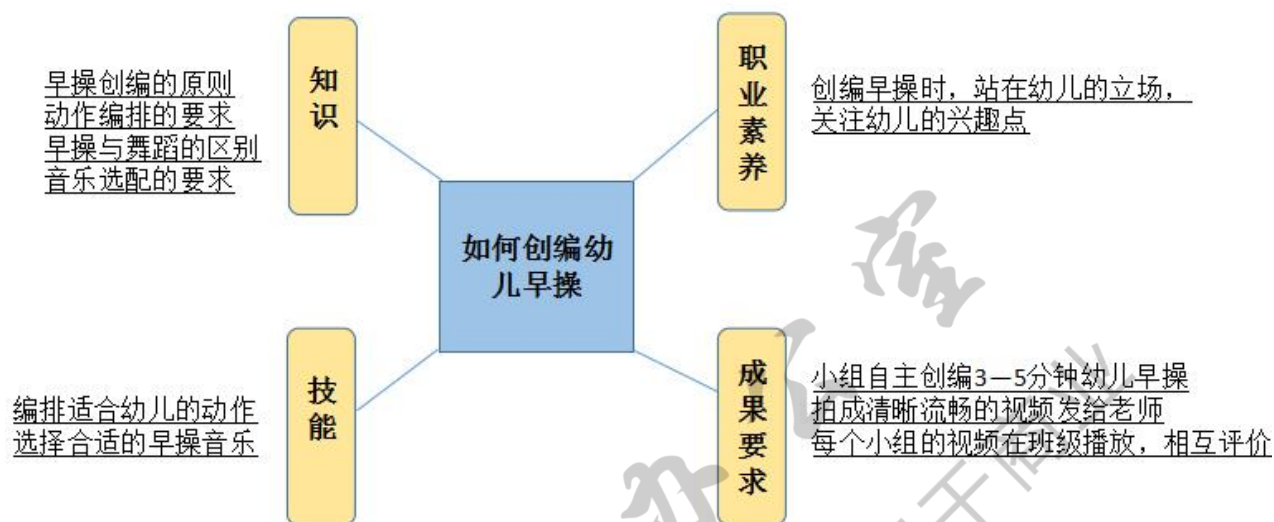 知识
早操创编的原则
动作编排的要求
早操与舞蹈的区别
音乐选配的要求
职业素养
创编早操时，站在幼儿的立场，
关注幼儿的兴趣点
如何创编幼
儿早操
技能
编排适合幼儿的动作
选择合适的早操音乐
成果要求
小组自主创编3—5分钟幼儿早操
拍成清晰流畅的视频发给老师
每个小组的视频在班级播放，相互评价
于商业